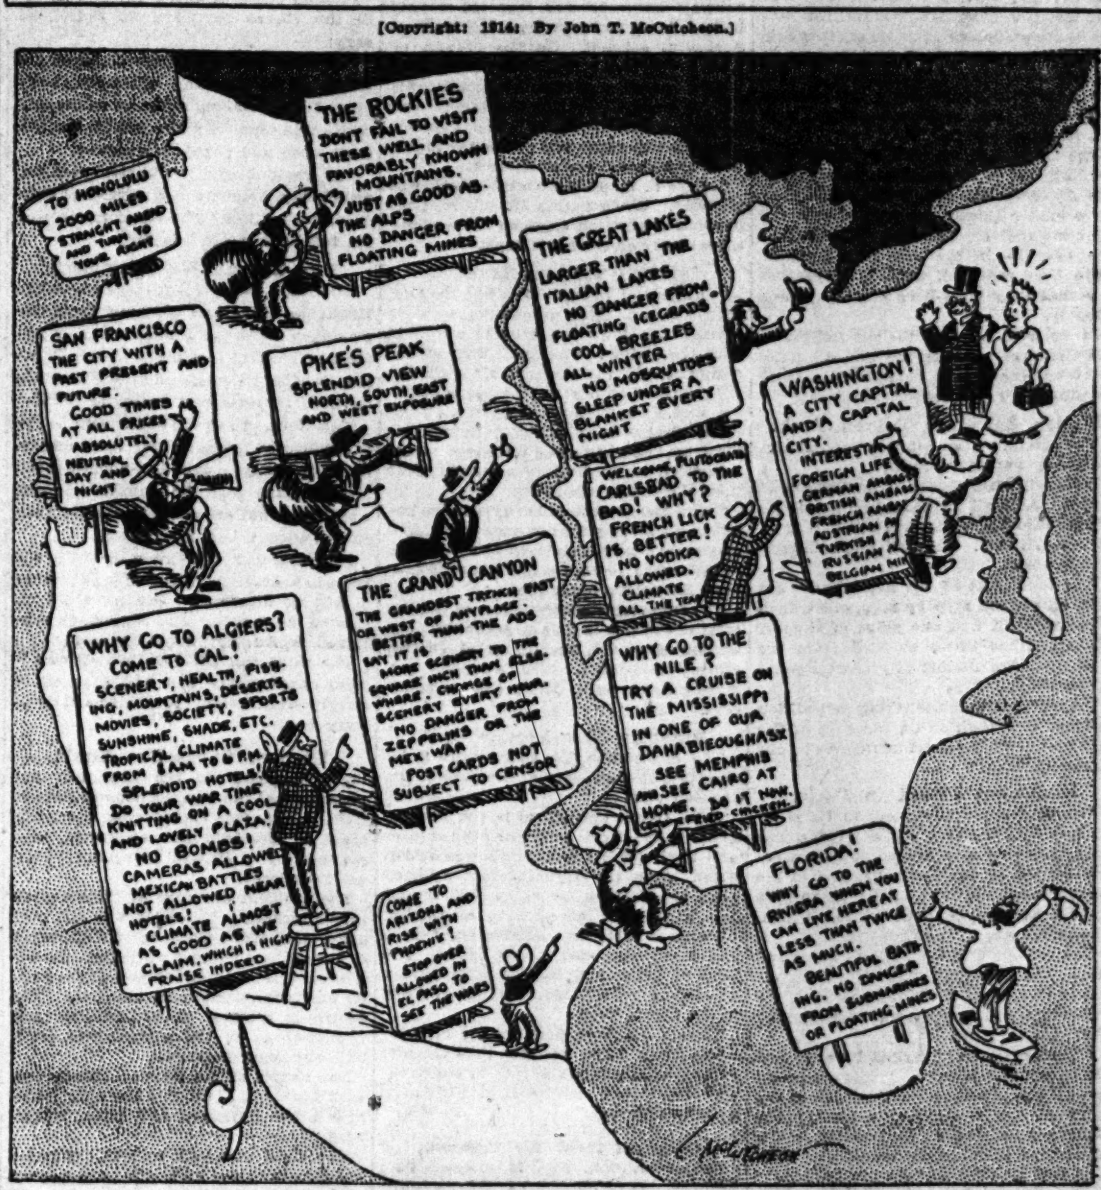 [Copyright: 1914: By John T. McCutcheon.]
THE ROCKIES
DON'T FAIL TO VISIT
THESE WELL AND
FAVORABLY KNOWN
MOUNTAINS.
JUST AS GOOD AS
THE ALPS
NO DANGER FROM
FLOATING MINES
TO HONOLULU
2000 MILES
STRAIGHT AHEAD
AND TURN TO
YOUR RIGHT
THE GREAT LAKES
LARGER THAN THE
ITALIAN LAKES
NO DANGER FROM
FLOATING ICEGRADS
COOL BREEZES
ALL WINTER
NO MOSQUITOES
SLEEP UNDER A
BLANKET EVERY
NIGHT
SAN FRANCISCO
THE CITY WITH A
PAST PRESENT AND
FUTURE.
GOOD TIMES
AT ALL PRICES
ABSOLUTELY
NEUTRAL
DAY AND
NIGHT
PIKE'S PEAK
SPLENDID VIEW
NORTH, SOUTH, EAST
AND WEST EXPOSURE
WASHINGTON!
A CITY CAPITAL
AND A CAPITAL
CITY.
INTERESTIN
FOREIGN LIFE
GERMAN AMBAS
BRITISH AMBAS
FRENCH AMBA
AUSTRIAN A
TURKISH A
RUSSIAN
BELGIAN MIN
WELCOME, PLUTOCRATS
CARLSBAD TO THE
BAD! WHY?
FRENCH LICK
IS BETTER!
NO VODKA
ALLOWED.
CLIMATE
ALL THE YEAR
THE GRAND CANYON
THE GRANDEST TRENCH EAST
OR WEST OF ANYPLACE.
BETTER THAN THE ADS
SAY IT IS.
MORE SCENERY TO THE
SQUARE INCH THAN ELSE-
WHERE. CHANGE OF
SCENERY EVERY HOUR.
NO DANGER FROM
ZEPPELINS OR THE
MEX WAR
POST CARDS NOT
SUBJECT TO CENSOR
WHY GO TO ALGIERS?
COME TO CAL!
SCENERY, HEALTH, FISH-
ING, MOUNTAINS, DESERTS,
MOVIES, SOCIETY, SPORTS
SUNSHINE, SHADE, ETC.
TROPICAL CLIMATE
FROM 8 A.M. TO 6 P.M.
SPLENDID HOTELS
DO YOUR WAR TIME
KNITTING ON A COOL
AND LOVELY PLAZA!
NO BOMBS!
CAMERAS ALLOWED
MEXICAN BATTLES
NOT ALLOWED NEAR
HOTELS!
CLIMATE ALMOST
AS GOOD AS WE
CLAIM, WHICH IS HIGH
PRAISE INDEED
WHY GO TO THE
NILE?
TRY A CRUISE ON
THE MISSISSIPPI
IN ONE OF OUR
DAHABIEOUGHASX
SEE MEMPHIS
AND SEE CAIRO AT
HOME. DO IT NOW.
FRIED CHICKEN.
FLORIDA!
WHY GO TO THE
RIVIERA WHEN YOU
CAN LIVE HERE AT
LESS THAN TWICE
AS MUCH.
BEAUTIFUL BATH-
ING. NO DANGER
FROM SUBMARINES
OR FLOATING MINES
COME TO
ARIZONA AND
RISE WITH
PHOENIX!
STOP OVER
ALLOWED IN
EL PASO TO
SEE THE WARS
McCUTCHEON